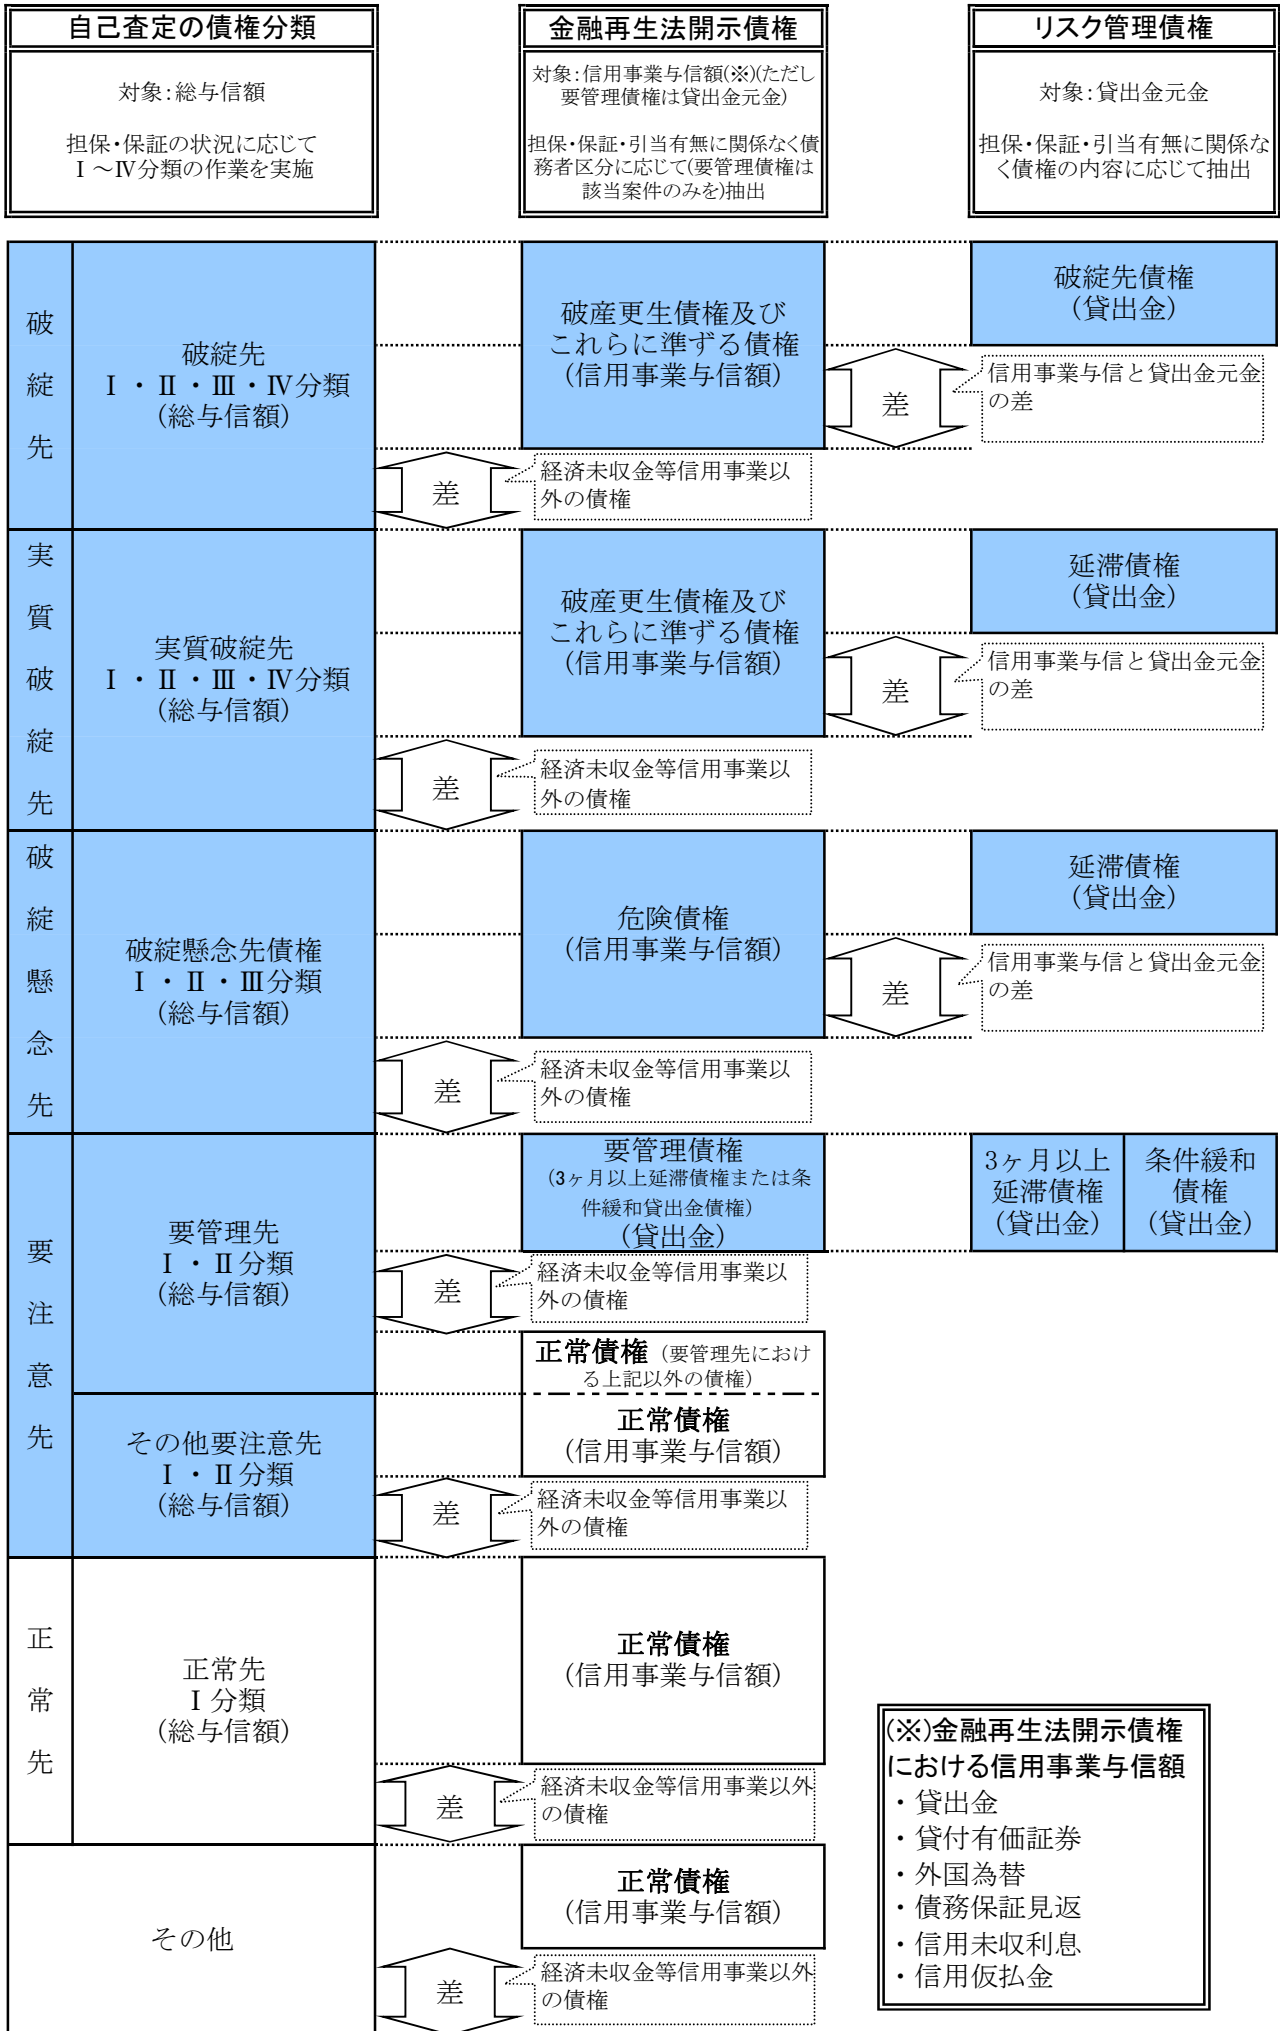 自己査定の債権分類
対象：総与信額
担保・保証の状況に応じて
Ⅰ～Ⅳ分類の作業を実施
金融再生法開示債権
対象：信用事業与信額(※)(ただし
要管理債権は貸出金元金)
担保・保証・引当有無に関係なく債
務者区分に応じて(要管理債権は
該当案件のみを)抽出
リスク管理債権
対象：貸出金元金
担保・保証・引当有無に関係な
く債権の内容に応じて抽出
破綻先
破綻先
Ⅰ・Ⅱ・Ⅲ・Ⅳ分類
(総与信額)
破産更生債権及び
これらに準ずる債権
(信用事業与信額)
破綻先債権
(貸出金)
差
信用事業与信と貸出金元金
の差
差
経済未収金等信用事業以
外の債権
実質破綻先
実質破綻先
Ⅰ・Ⅱ・Ⅲ・Ⅳ分類
(総与信額)
破産更生債権及び
これらに準ずる債権
(信用事業与信額)
延滞債権
(貸出金)
差
信用事業与信と貸出金元金
の差
差
経済未収金等信用事業以
外の債権
破綻懸念先
破綻懸念先債権
Ⅰ・Ⅱ・Ⅲ分類
(総与信額)
危険債権
(信用事業与信額)
延滞債権
(貸出金)
差
信用事業与信と貸出金元金
の差
差
経済未収金等信用事業以
外の債権
要注意先
要管理先
Ⅰ・Ⅱ分類
(総与信額)
要管理債権
(3ヶ月以上延滞債権または条
件緩和貸出金債権)
(貸出金)
3ヶ月以上
延滞債権
(貸出金)
条件緩和
債権
(貸出金)
差
経済未収金等信用事業以
外の債権
正常債権 (要管理先におけ
る上記以外の債権)
その他要注意先
Ⅰ・Ⅱ分類
(総与信額)
正常債権
(信用事業与信額)
差
経済未収金等信用事業以
外の債権
正常先
正常先
Ⅰ分類
(総与信額)
正常債権
(信用事業与信額)
差
経済未収金等信用事業以外
の債権
その他
正常債権
(信用事業与信額)
差
経済未収金等信用事業以外
の債権
(※)金融再生法開示債権
における信用事業与信額
・貸出金
・貸付有価証券
・外国為替
・債務保証見返
・信用未収利息
・信用仮払金